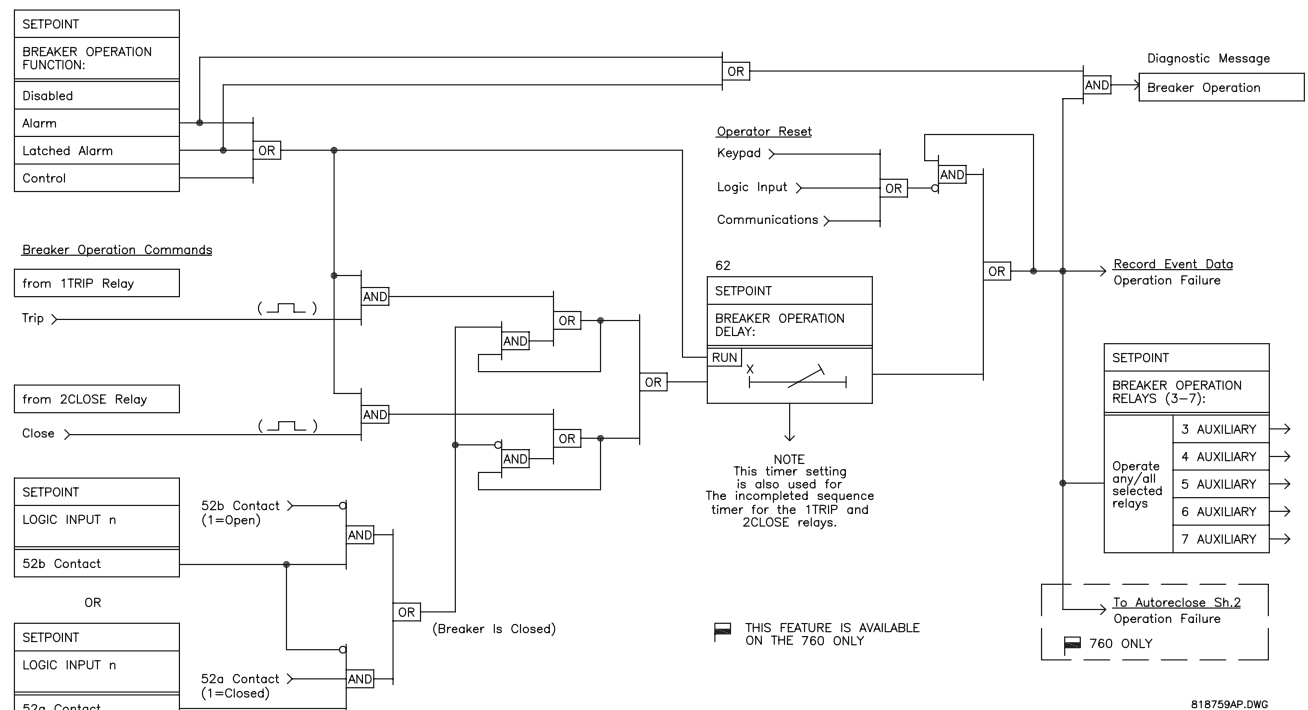 SETPOINT
BREAKER OPERATION
FUNCTION:
Disabled
Alarm
Latched Alarm
Control
OR
OR
AND
Diagnostic Message
Breaker Operation
Operator Reset
Keypad
Logic Input
Communications
OR
AND
OR
Breaker Operation Commands
from 1TRIP Relay
Trip
( )
AND
AND
OR
from 2CLOSE Relay
Close
( )
AND
AND
OR
OR
62
SETPOINT
BREAKER OPERATION
DELAY:
RUN
X
NOTE
This timer setting
is also used for
The incompleted sequence
timer for the 1TRIP and
2CLOSE relays.
Record Event Data
Operation Failure
SETPOINT
BREAKER OPERATION
RELAYS (3-7):
Operate
any/all
selected
relays
3 AUXILIARY
4 AUXILIARY
5 AUXILIARY
6 AUXILIARY
7 AUXILIARY
SETPOINT
LOGIC INPUT n
52b Contact
52b Contact
(1=Open)
AND
OR
OR
(Breaker Is Closed)
SETPOINT
LOGIC INPUT n
52a Contact
52a Contact
(1=Closed)
AND
THIS FEATURE IS AVAILABLE
ON THE 760 ONLY
To Autoreclose Sh.2
Operation Failure
760 ONLY
818759AP.DWG